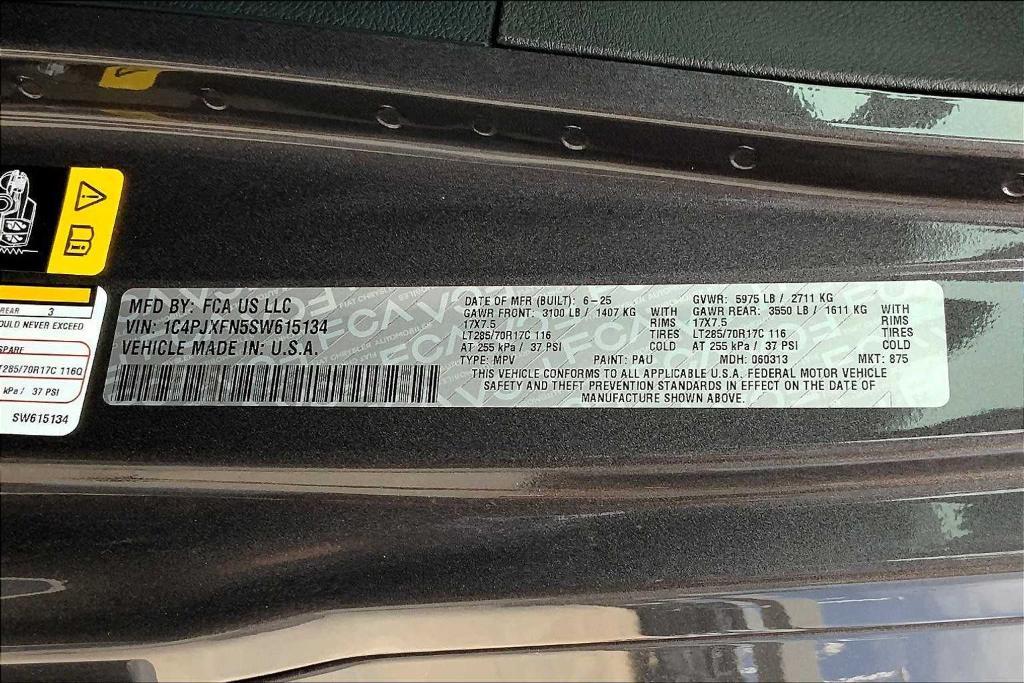 REAR 3
OULD NEVER EXCEED
SPARE
T285/70R17C 116Q
kPa / 37 PSI
SW615134
MFD BY: FCA US LLC
VIN: 1C4PJXFN5SW615134
VEHICLE MADE IN: U.S.A.
DATE OF MFR (BUILT): 6-25 GVWR: 5975 LB / 2711 KG
GAWR FRONT: 3100 LB / 1407 KG WITH GAWR REAR: 3550 LB / 1611 KG WITH
17X7.5 RIMS 17X7.5 RIMS
LT285/70R17C 116 TIRES LT285/70R17C 116 TIRES
AT 255 kPa / 37 PSI COLD AT 255 kPa / 37 PSI COLD
TYPE: MPV PAINT: PAU MDH: 060313 MKT: 875
THIS VEHICLE CONFORMS TO ALL APPLICABLE U.S.A. FEDERAL MOTOR VEHICLE
SAFETY AND THEFT PREVENTION STANDARDS IN EFFECT ON THE DATE OF
MANUFACTURE SHOWN ABOVE.